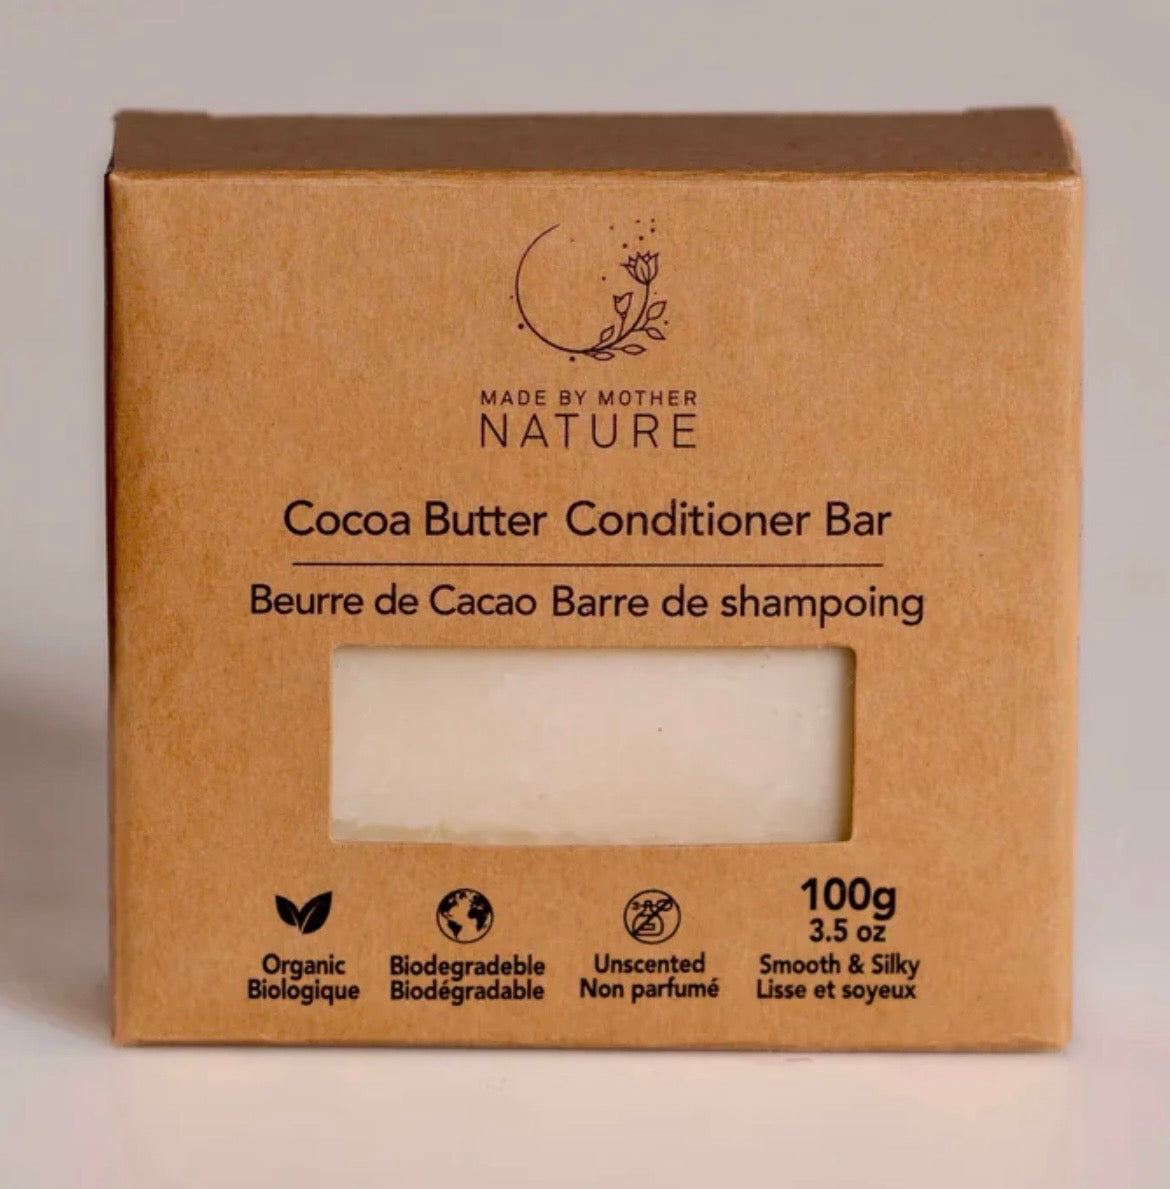 MADE BY MOTHER
NATURE
Cocoa Butter Conditioner Bar
Beurre de Cacao Barre de shampoing
100g
3.5 oz
Organic
Biologique
Biodegradeble
Biodégradable
Unscented
Non parfumé
Smooth & Silky
Lisse et soyeux